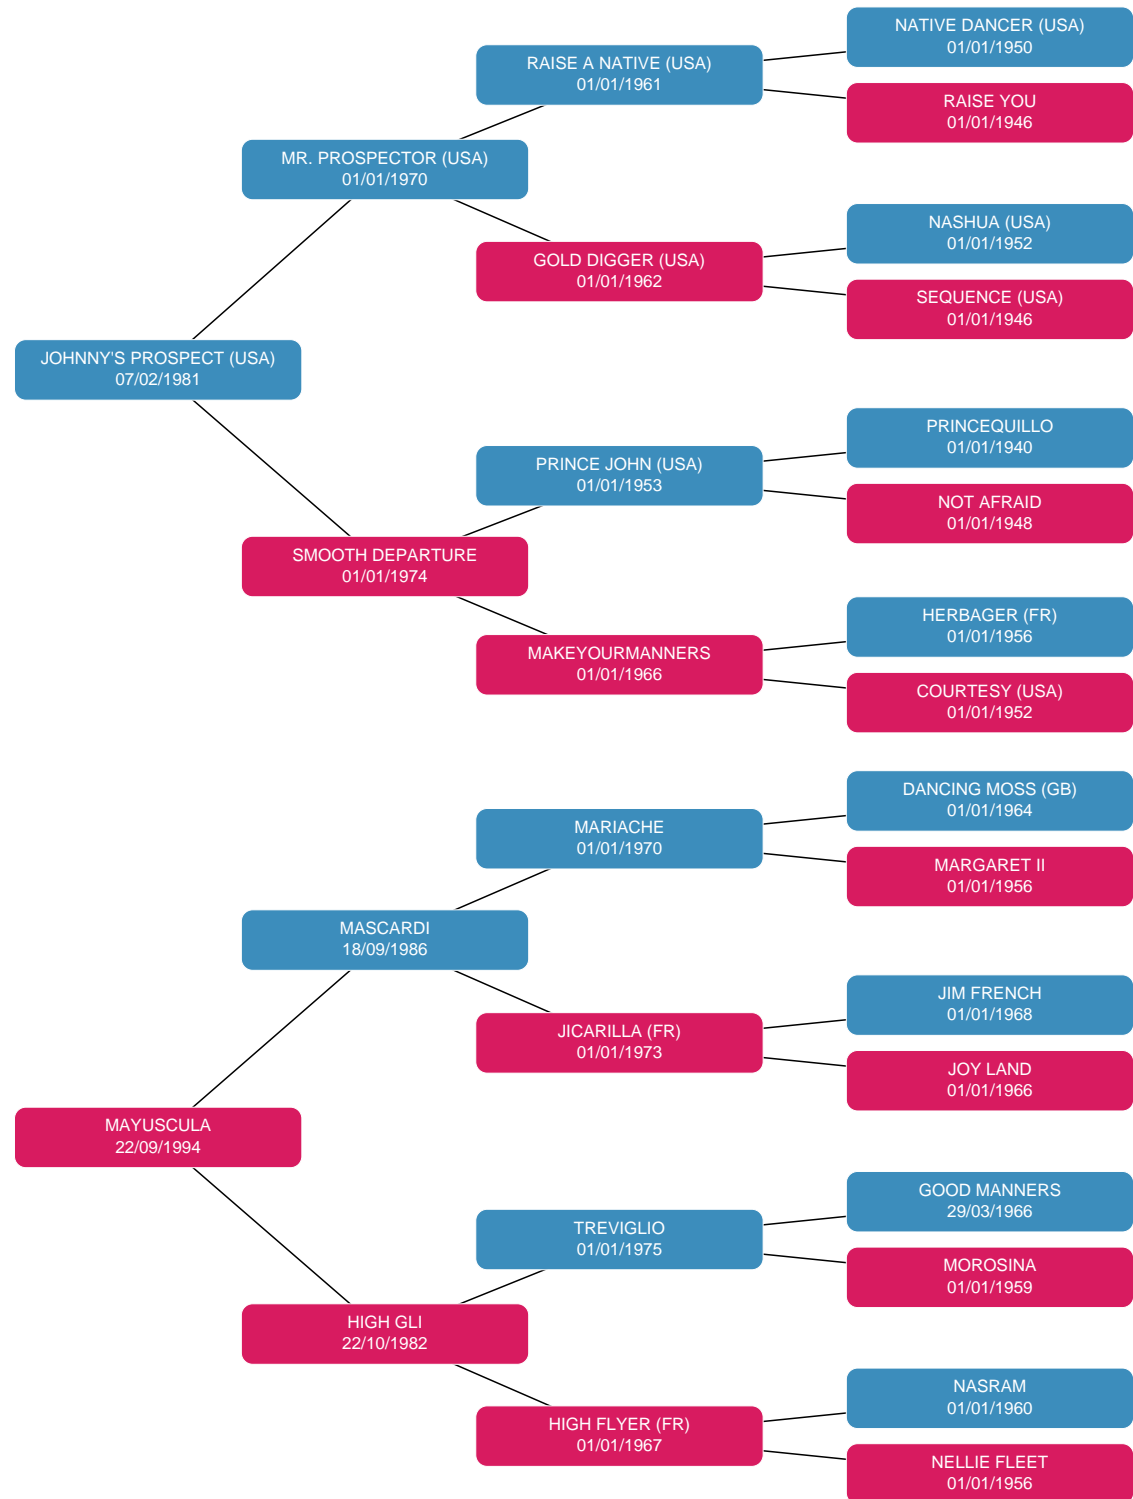 NATIVE DANCER (USA)
01/01/1950
RAISE A NATIVE (USA)
01/01/1961
RAISE YOU
01/01/1946
MR. PROSPECTOR (USA)
01/01/1970
NASHUA (USA)
01/01/1952
GOLD DIGGER (USA)
01/01/1962
SEQUENCE (USA)
01/01/1946
JOHNNY'S PROSPECT (USA)
07/02/1981
PRINCEQUILLO
01/01/1940
PRINCE JOHN (USA)
01/01/1953
NOT AFRAID
01/01/1948
SMOOTH DEPARTURE
01/01/1974
HERBAGER (FR)
01/01/1956
MAKEYOURMANNERS
01/01/1966
COURTESY (USA)
01/01/1952
DANCING MOSS (GB)
01/01/1964
MARIACHE
01/01/1970
MARGARET II
01/01/1956
MASCARDI
18/09/1986
JIM FRENCH
01/01/1968
JICARILLA (FR)
01/01/1973
JOY LAND
01/01/1966
MAYUSCULA
22/09/1994
GOOD MANNERS
29/03/1966
TREVIGLIO
01/01/1975
MOROSINA
01/01/1959
HIGH GLI
22/10/1982
NASRAM
01/01/1960
HIGH FLYER (FR)
01/01/1967
NELLIE FLEET
01/01/1956